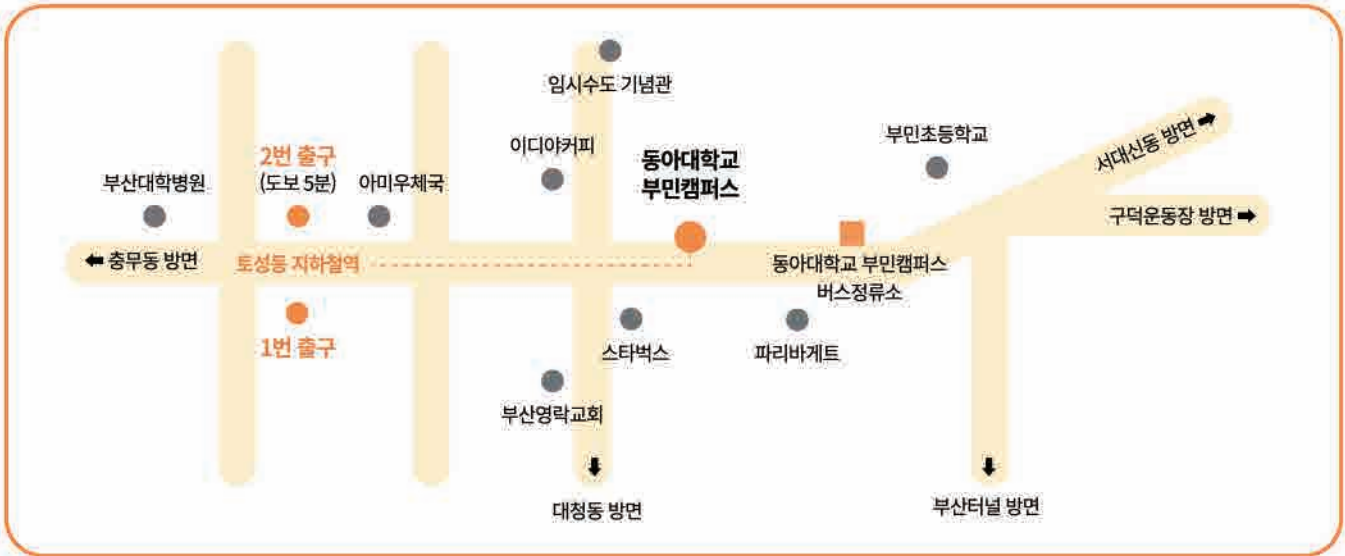 임시수도 기념관
이디야커피
부민초등학교
동아대학교
부민캠퍼스
서대신동 방면
2번 출구
(도보 5분)
부산대학병원
아미우체국
구덕운동장 방면
충무동 방면
토성동 지하철역
동아대학교 부민캠퍼스
버스정류소
1번 출구
스타벅스
파리바게트
부산영락교회
대청동 방면
부산터널 방면